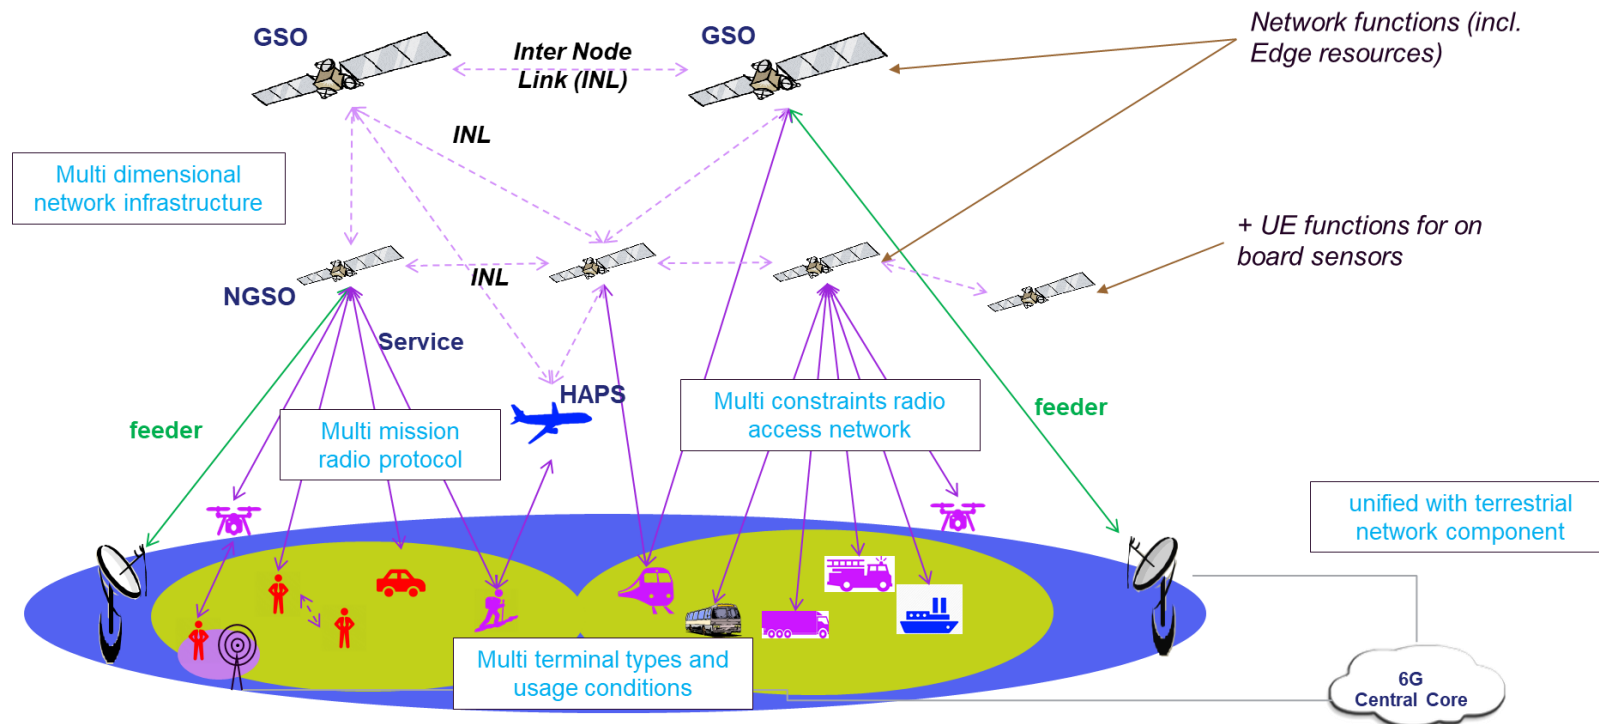 GSO
Inter Node
Link (INL)
GSO
Network functions (incl.
Edge resources)
INL
Multi dimensional
network infrastructure
+ UE functions for on
board sensors
INL
NGSO
Service
HAPS
feeder
Multi mission
radio protocol
Multi constraints radio
access network
feeder
unified with terrestrial
network component
Multi terminal types and
usage conditions
6G
Central Core